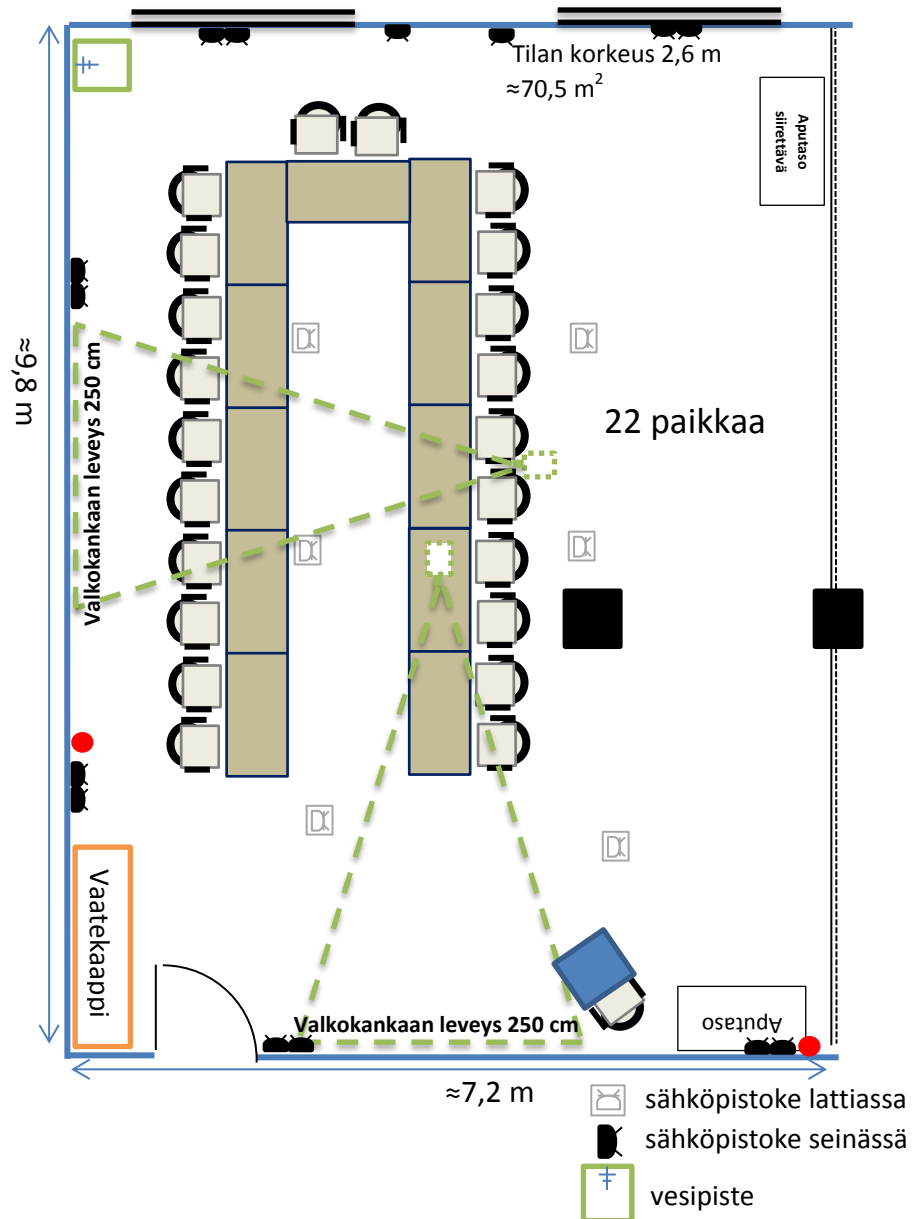 Tilan korkeus 2,6 m
≈70,5 m²
Aputaso
siirettävä
≈9,8 m
Valkokankaan leveys 250 cm
22 paikkaa
Vaatekaappi
Valkokankaan leveys 250 cm
Aputaso
≈7,2 m
sähköpistoke lattiassa
sähköpistoke seinässä
vesipiste